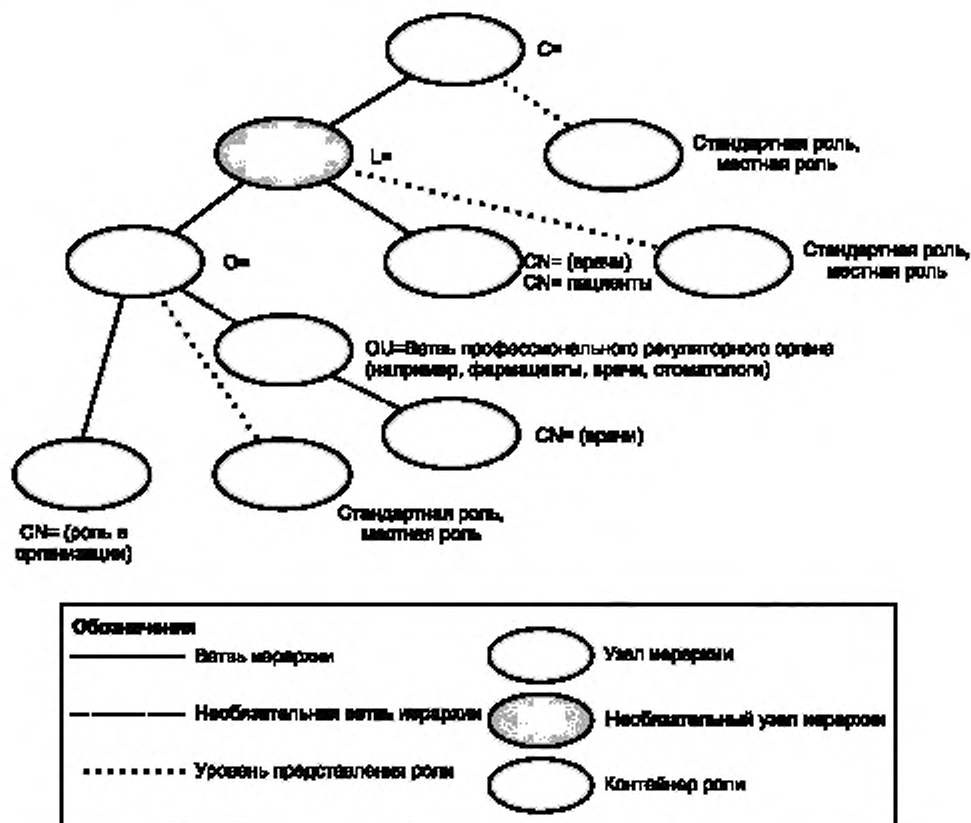 C=
L=
Стандартная роль,
местная роль
O=
CN= (врачи)
CN= пациенты
Стандартная роль,
местная роль
OU=Ветвь профессионального регуляторного органа
(например, фармацевты, врачи, стоматологи)
CN= (врачи)
Стандартная роль,
местная роль
CN= (роль в
организации)
Обозначения
Ветвь иерархии
Необязательная ветвь иерархии
Уровень представления роли
Узел иерархии
Необязательный узел иерархии
Контейнер роли